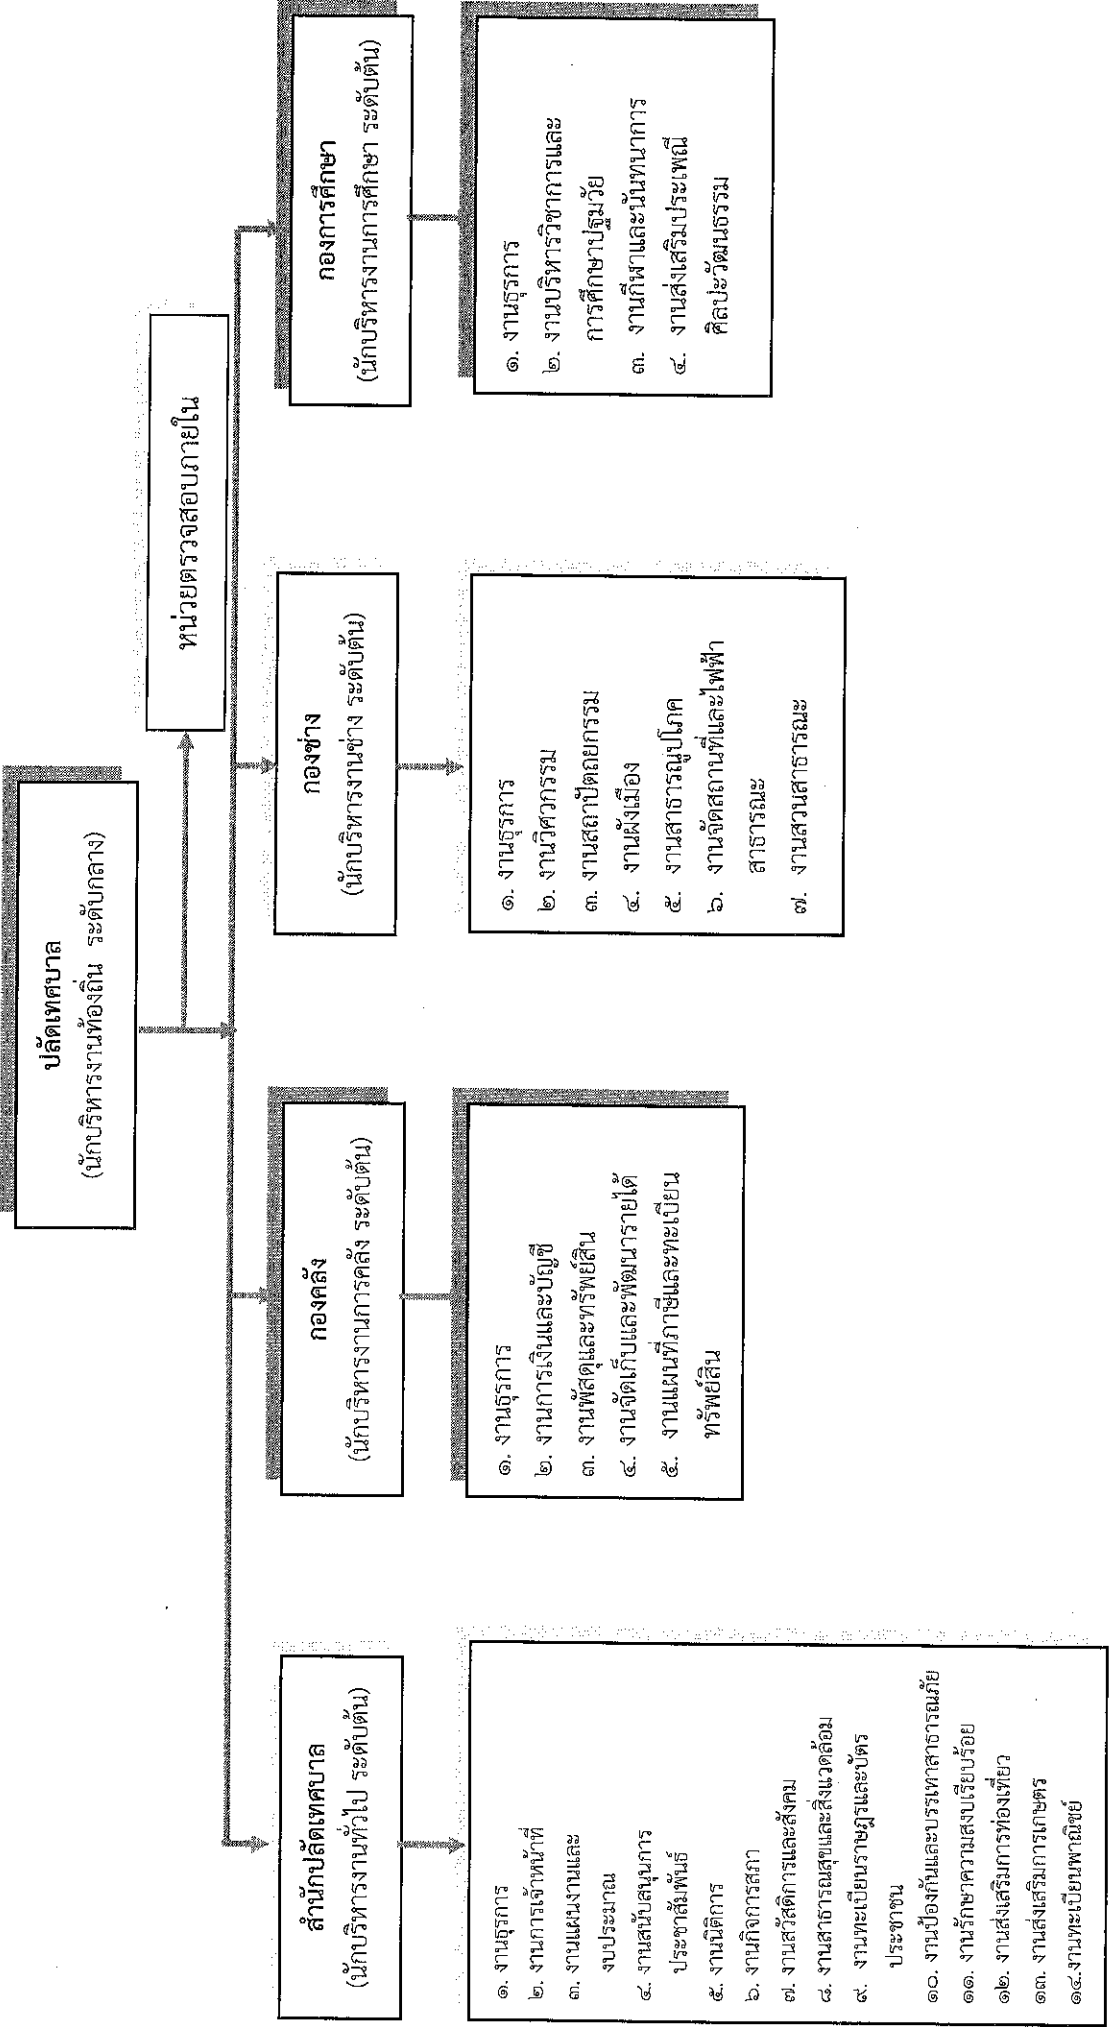 ปลัดเทศบาล
(นักบริหารงานท้องถิ่น ระดับกลาง)
หน่วยตรวจสอบภายใน
สำนักปลัดเทศบาล
(นักบริหารงานทั่วไป ระดับต้น)
๑. งานธุรการ
๒. งานการเจ้าหน้าที่
๓. งานแผนงานและ
งบประมาณ
๔. งานสนับสนุนการ
ประชาสัมพันธ์
๕. งานนิติการ
๖. งานกิจการสภา
๗. งานสวัสดิการและสังคม
๘. งานสาธารณสุขและสิ่งแวดล้อม
๙. งานทะเบียนราษฎรและบัตร
ประชาชน
๑๐. งานป้องกันและบรรเทาสาธารณภัย
๑๑. งานรักษาความสงบเรียบร้อย
๑๒. งานส่งเสริมการท่องเที่ยว
๑๓. งานส่งเสริมการเกษตร
๑๔.งานทะเบียนพาณิชย์
กองคลัง
(นักบริหารงานการคลัง ระดับต้น)
๑. งานธุรการ
๒. งานการเงินและบัญชี
๓. งานพัสดุและทรัพย์สิน
๔. งานจัดเก็บและพัฒนารายได้
๕. งานแผนที่ภาษีและทะเบียน
ทรัพย์สิน
กองช่าง
(นักบริหารงานช่าง ระดับต้น)
๑. งานธุรการ
๒. งานวิศวกรรม
๓. งานสถาปัตถยกรรม
๔. งานผังเมือง
๕. งานสาธารณูปโภค
๖. งานจัดสถานที่และไฟฟ้า
สาธารณะ
๗. งานสวนสาธารณะ
กองการศึกษา
(นักบริหารงานการศึกษา ระดับต้น)
๑. งานธุรการ
๒. งานบริหารวิชาการและ
การศึกษาปฐมวัย
๓. งานกีฬาและนันทนาการ
๔. งานส่งเสริมประเพณี
ศิลปะวัฒนธรรม